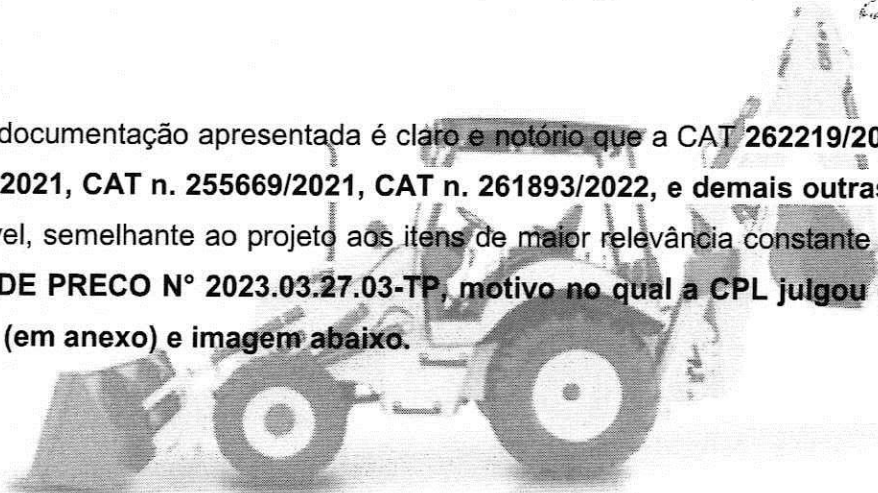 documentação apresentada é claro e notório que a CAT 262219/20
2021, CAT n. 255669/2021, CAT n. 261893/2022, e demais outras
vel, semelhante ao projeto aos itens de maior relevância constante
DE PRECO N° 2023.03.27.03-TP, motivo no qual a CPL julgou
(em anexo) e imagem abaixo.